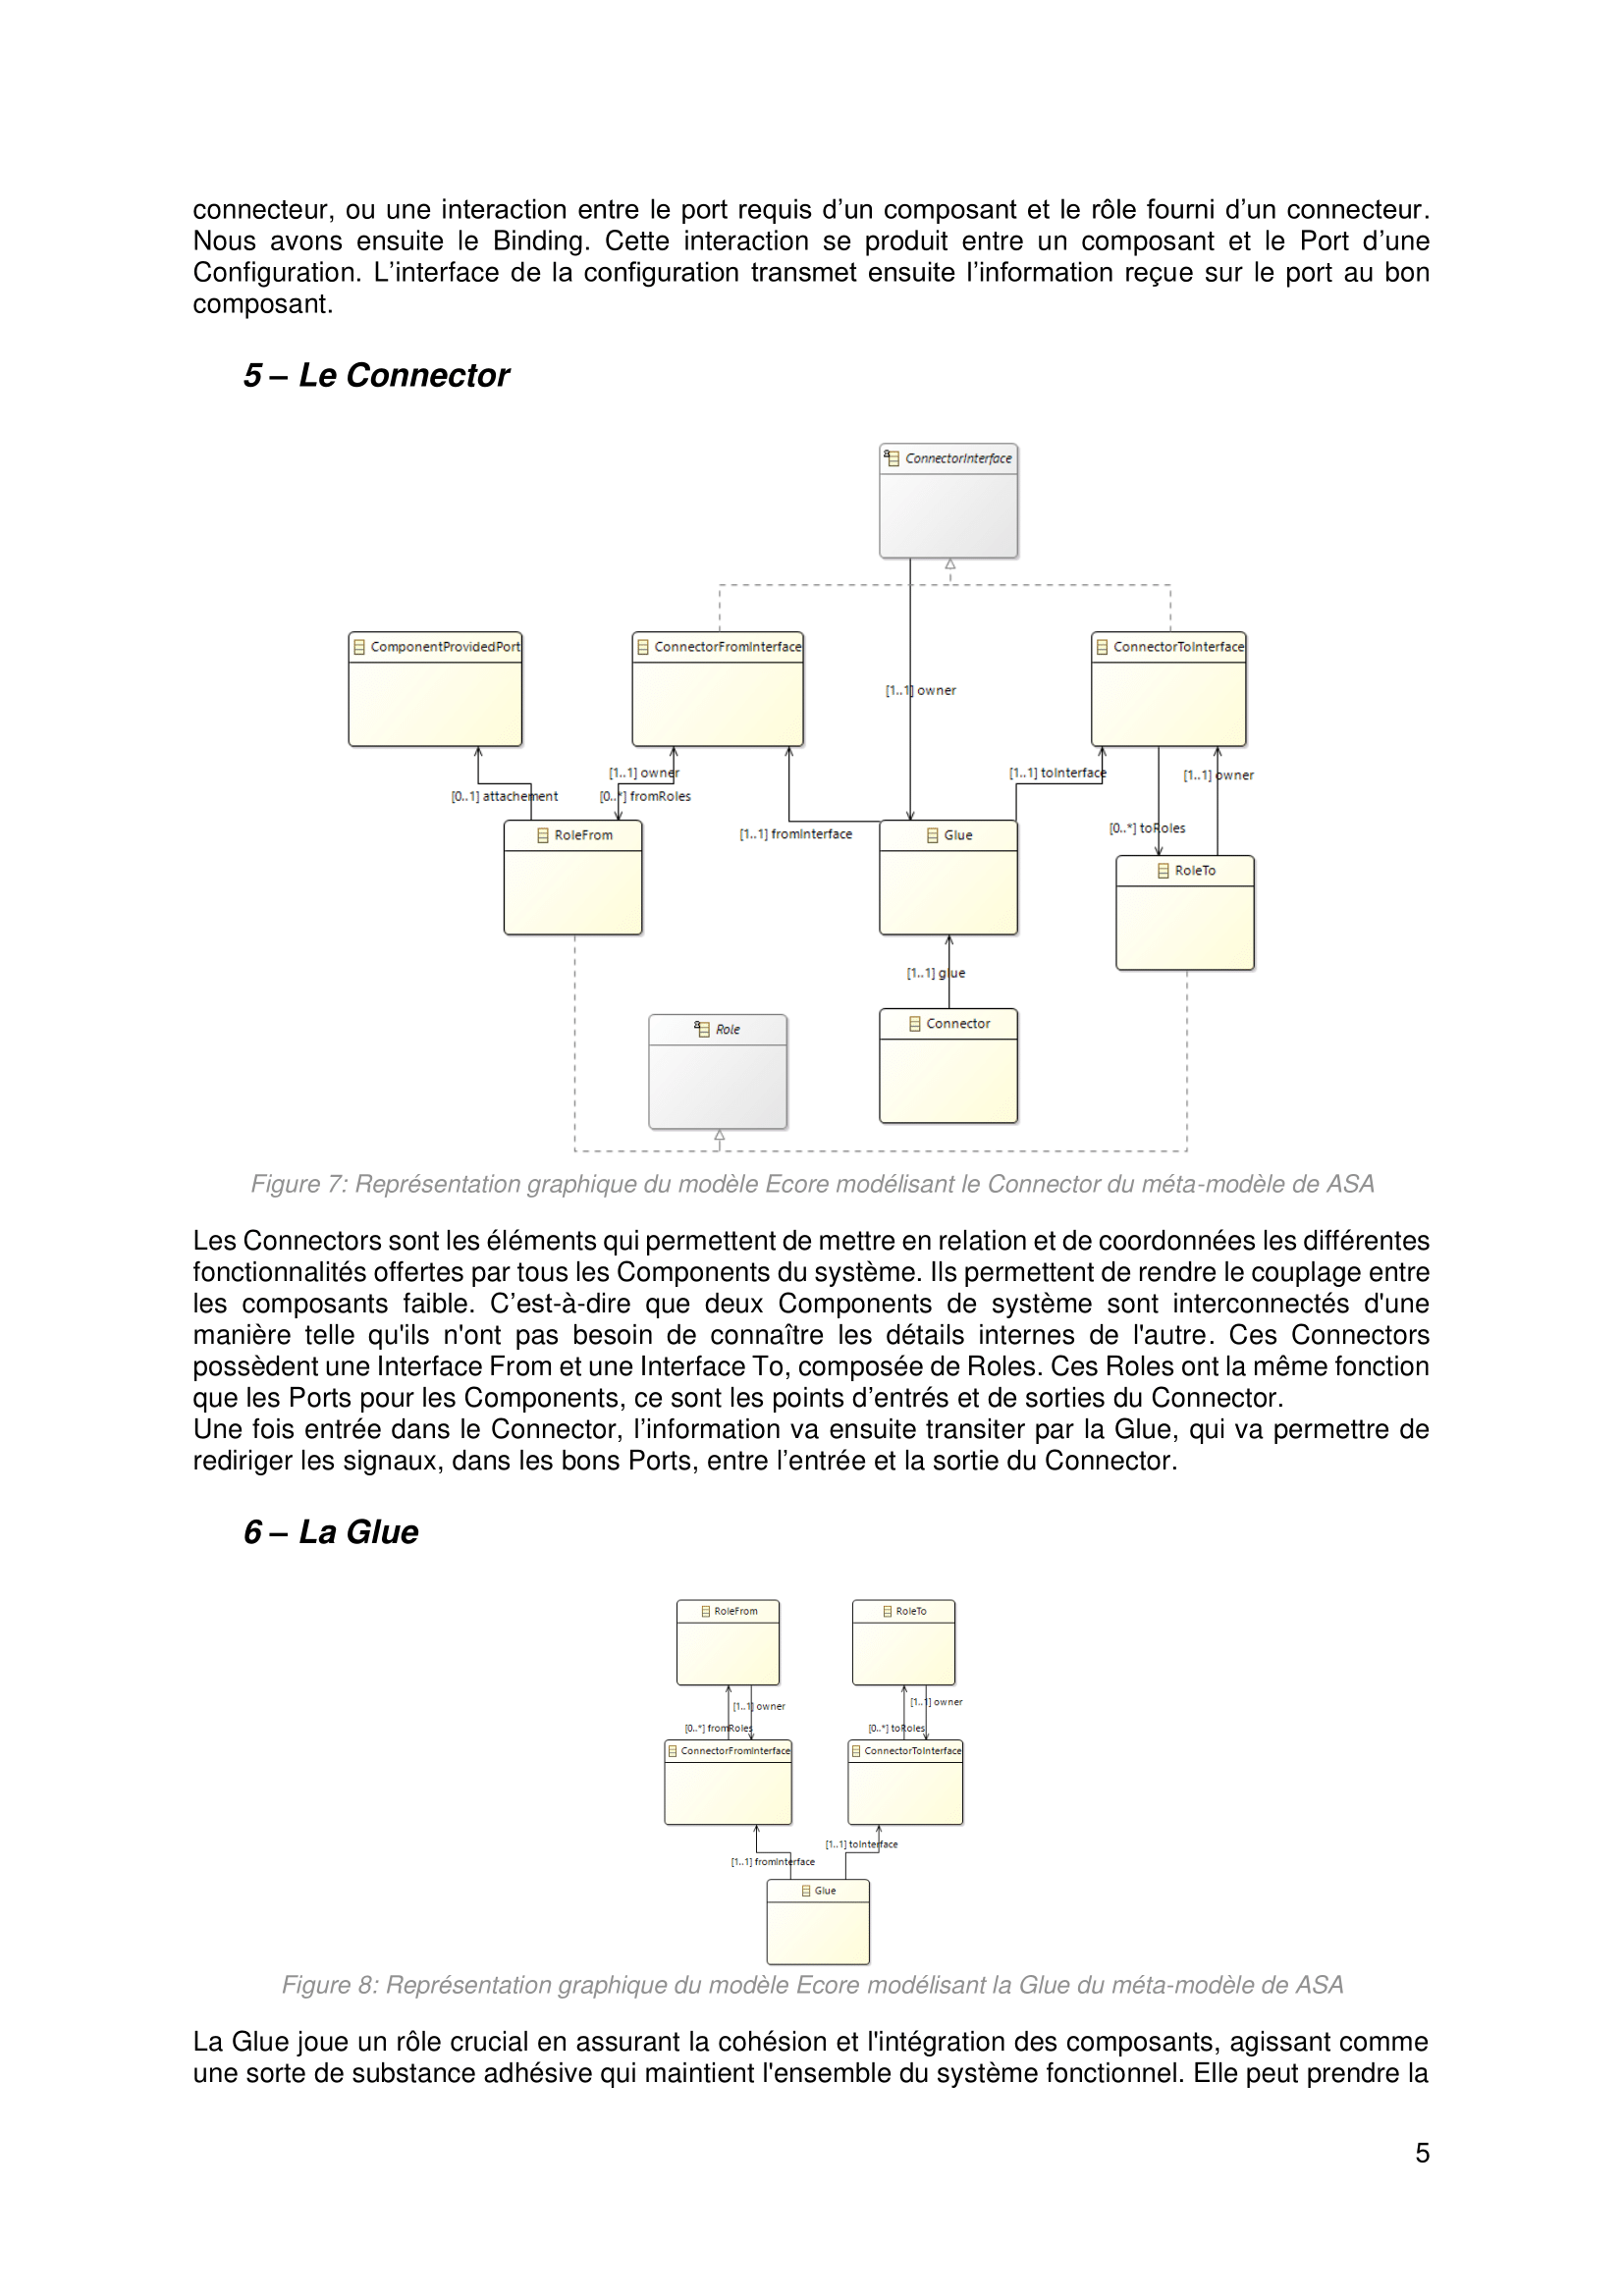 connecteur, ou une interaction entre le port requis d’un composant et le rôle fourni d’un connecteur.
Nous avons ensuite le Binding. Cette interaction se produit entre un composant et le Port d’une
Configuration. L’interface de la configuration transmet ensuite l’information reçue sur le port au bon
composant.
5 – Le Connector
ConnectorInterface
ComponentProvidedPort
ConnectorFromInterface
ConnectorToInterface
[1..1] owner
[1..1] owner
[1..1] toInterface
[1..1] owner
[0..1] attachement
[0..*] fromRoles
[1..1] fromInterface
[0..*] toRoles
RoleFrom
Glue
RoleTo
[1..1] glue
Role
Connector
Figure 7: Représentation graphique du modèle Ecore modélisant le Connector du méta-modèle de ASA
Les Connectors sont les éléments qui permettent de mettre en relation et de coordonnées les différentes
fonctionnalités offertes par tous les Components du système. Ils permettent de rendre le couplage entre
les composants faible. C’est-à-dire que deux Components de système sont interconnectés d'une
manière telle qu'ils n'ont pas besoin de connaître les détails internes de l'autre. Ces Connectors
possèdent une Interface From et une Interface To, composée de Roles. Ces Roles ont la même fonction
que les Ports pour les Components, ce sont les points d’entrés et de sorties du Connector.
Une fois entrée dans le Connector, l’information va ensuite transiter par la Glue, qui va permettre de
rediriger les signaux, dans les bons Ports, entre l’entrée et la sortie du Connector.
6 – La Glue
RoleFrom
RoleTo
[1..1] owner
[1..1] owner
[0..*] fromRoles
[0..*] toRoles
ConnectorFromInterface
ConnectorToInterface
[1..1] toInterface
[1..1] fromInterface
Glue
Figure 8: Représentation graphique du modèle Ecore modélisant la Glue du méta-modèle de ASA
La Glue joue un rôle crucial en assurant la cohésion et l'intégration des composants, agissant comme
une sorte de substance adhésive qui maintient l'ensemble du système fonctionnel. Elle peut prendre la
5